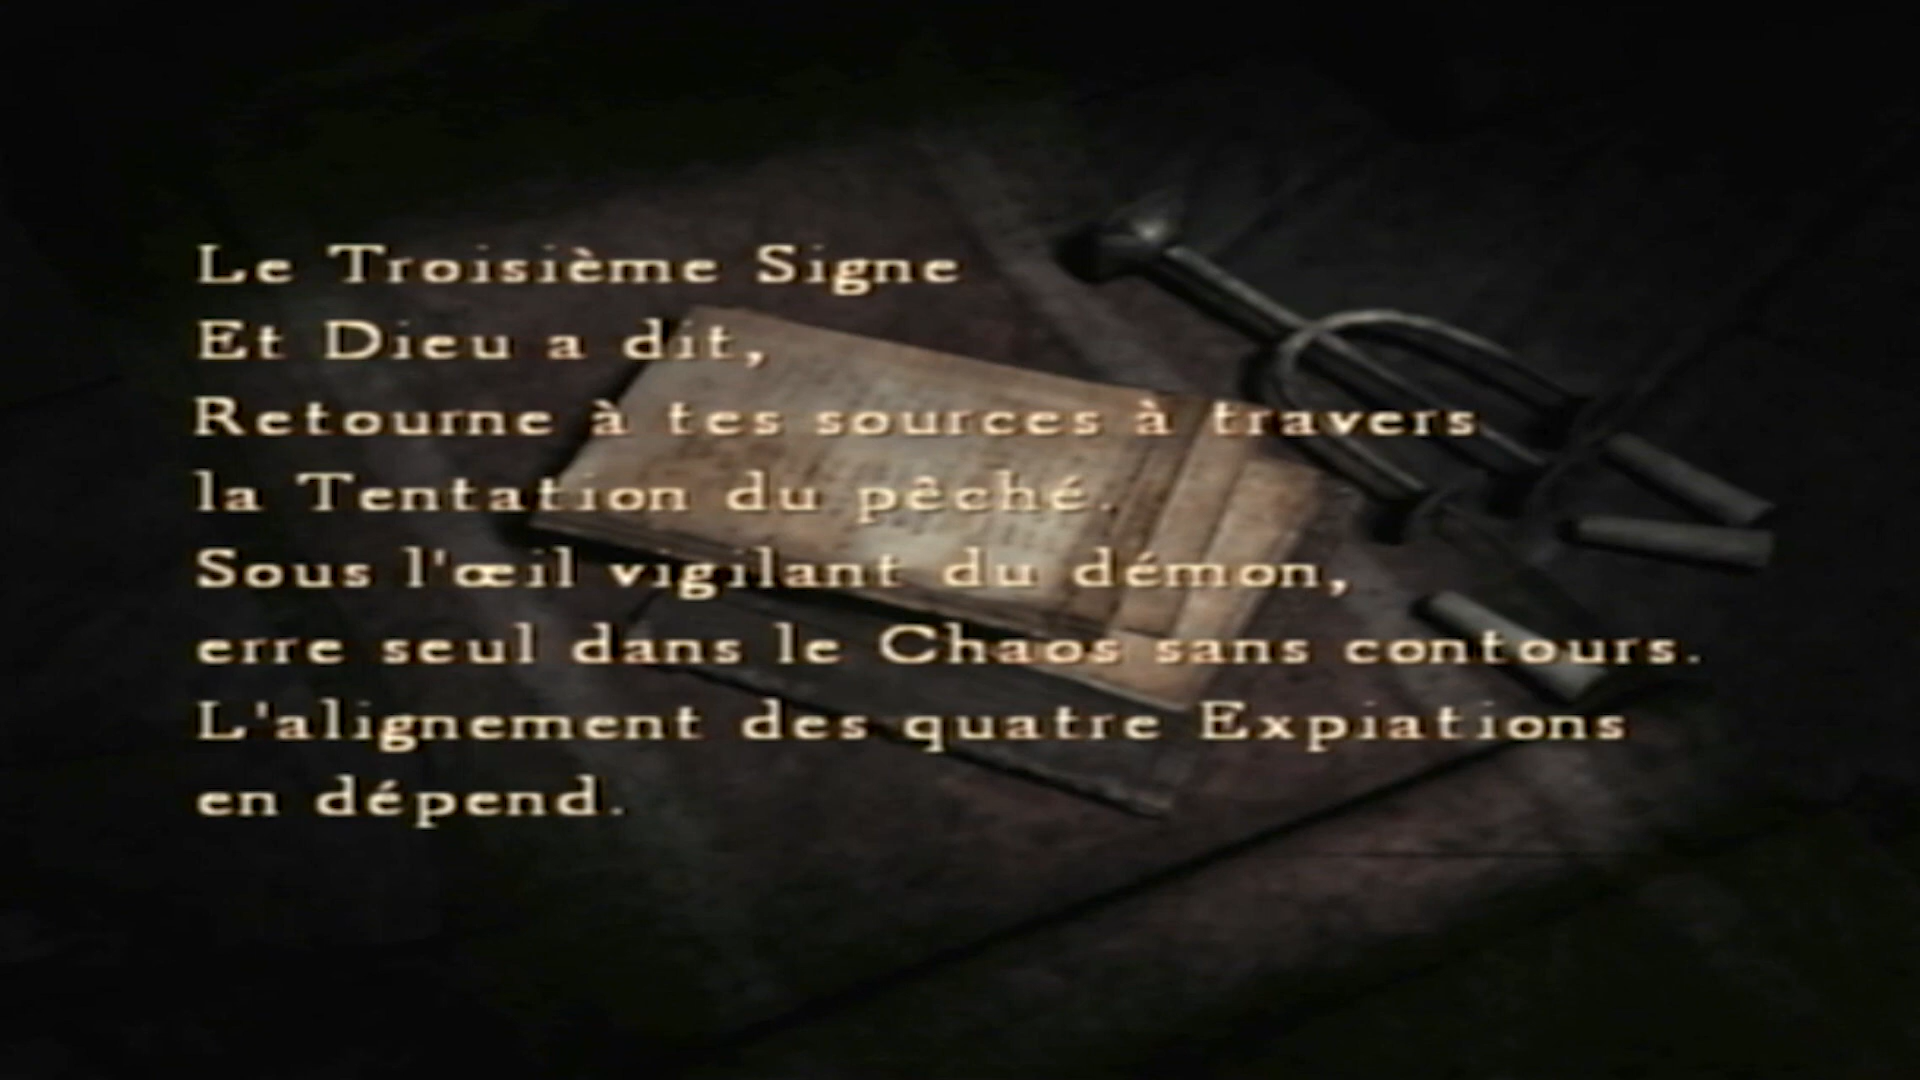 Le Troisième Signe
Et Dieu a dit,
Retourne à tes sources à travers
la Tentation du pêché.
Sous l'œil vigilant du démon,
erre seul dans le Chaos sans contours.
L'alignement des quatre Expiations
en dépend.